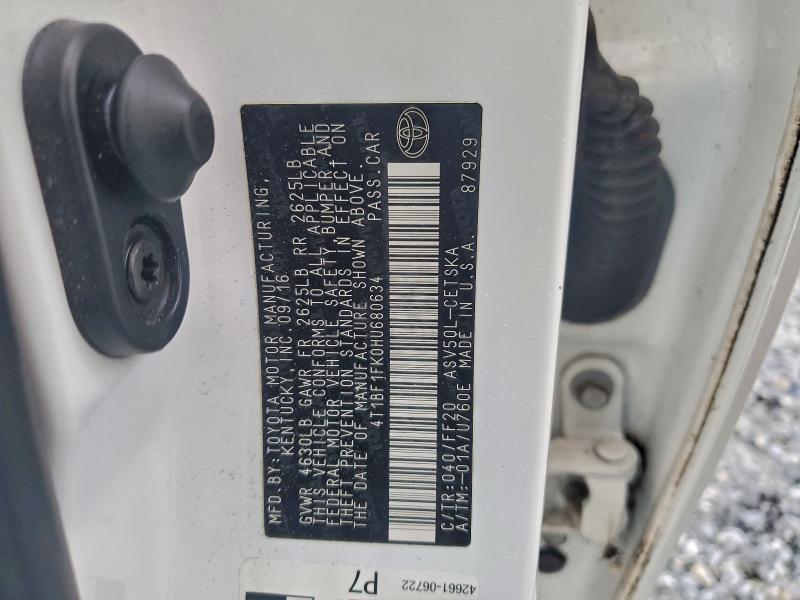 MFD. BY: TOYOTA MOTOR MANUFACTURING,
KENTUCKY, INC. 09/16
GVWR 4630LB GAWR FR 2625LB RR 2625LB
THIS VEHICLE CONFORMS TO ALL APPLICABLE
FEDERAL MOTOR VEHICLE SAFETY, BUMPER, AND
THEFT PREVENTION STANDARDS IN EFFECT ON
THE DATE OF MANUFACTURE SHOWN ABOVE.
4T1BF1FK0HU680634 PASS. CAR
C/TR: 040/FF20 ASV50L-CETSKA
A/TM: -01A/U760E MADE IN U.S.A. 87929
42661-06722
P7